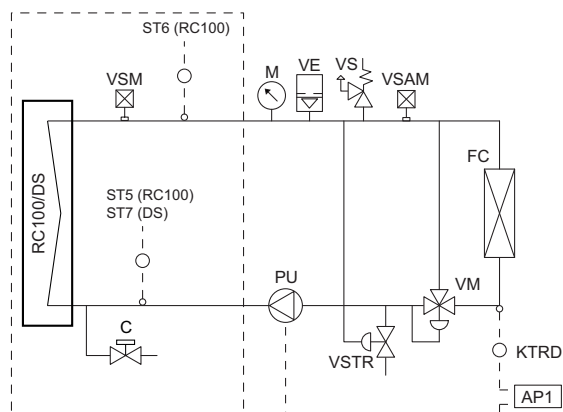 ST6 (RC100)
VSM
M
VE
VS
VSAM
FC
RC100/DS
ST5 (RC100)
ST7 (DS)
PU
VM
C
VSTR
KTRD
AP1